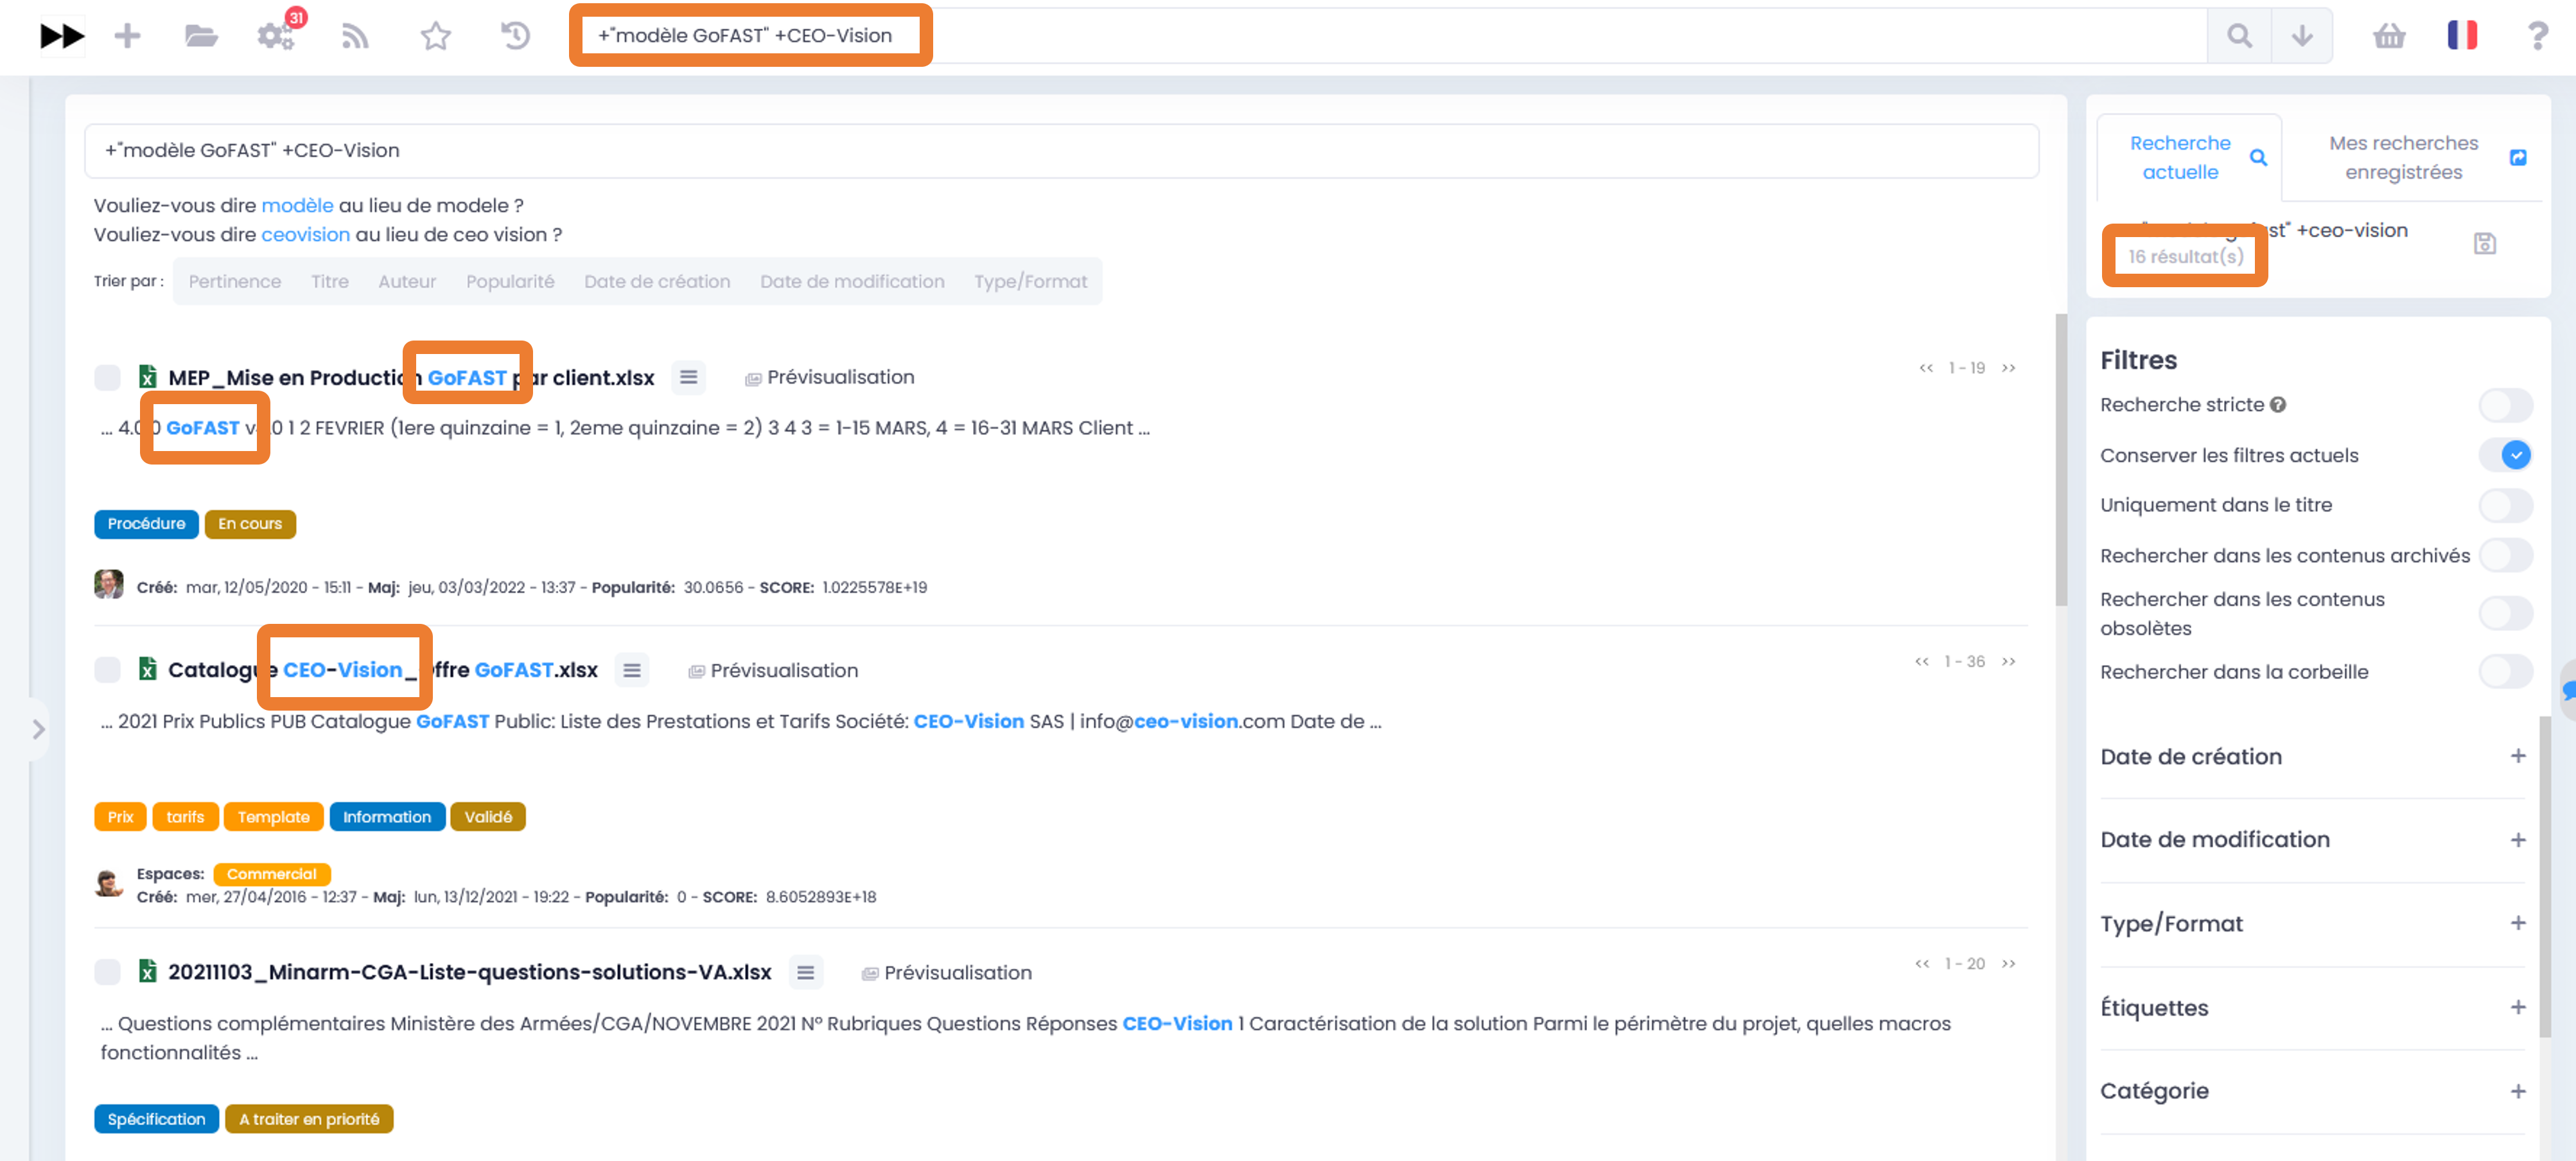 31
+"modèle GoFAST" +CEO-Vision
+"modèle GoFAST" +CEO-Vision
Vouliez-vous dire modèle au lieu de modele ?
Vouliez-vous dire ceovision au lieu de ceo vision ?
Trier par : Pertinence Titre Auteur Popularité Date de création Date de modification Type/Format
MEP_Mise en Production GoFAST par client.xlsx Prévisualisation << 1 - 19 >>
... 4.0.0 GoFAST v4.0 1 2 FEVRIER (1ere quinzaine = 1, 2eme quinzaine = 2) 3 4 3 = 1-15 MARS, 4 = 16-31 MARS Client ...
Procédure En cours
Créé: mar, 12/05/2020 - 15:11 - Maj: jeu, 03/03/2022 - 13:37 - Popularité: 30.0656 - SCORE: 1.0225578E+19
Catalogue CEO-Vision_Offre GoFAST.xlsx Prévisualisation << 1 - 36 >>
... 2021 Prix Publics PUB Catalogue GoFAST Public: Liste des Prestations et Tarifs Société: CEO-Vision SAS | info@ceo-vision.com Date de ...
Prix tarifs Template Information Validé
Espaces: Commercial
Créé: mer, 27/04/2016 - 12:37 - Maj: lun, 13/12/2021 - 19:22 - Popularité: 0 - SCORE: 8.6052893E+18
20211103_Minarm-CGA-Liste-questions-solutions-VA.xlsx Prévisualisation << 1 - 20 >>
... Questions complémentaires Ministère des Armées/CGA/NOVEMBRE 2021 N° Rubriques Questions Réponses CEO-Vision 1 Caractérisation de la solution Parmi le périmètre du projet, quelles macros
fonctionnalités ...
Spécification A traiter en priorité
Recherche
actuelle
Mes recherches
enregistrées
+ceo-vision
16 résultat(s)
Filtres
Recherche stricte
Conserver les filtres actuels
Uniquement dans le titre
Rechercher dans les contenus archivés
Rechercher dans les contenus
obsolètes
Rechercher dans la corbeille
Date de création +
Date de modification +
Type/Format +
Étiquettes +
Catégorie +